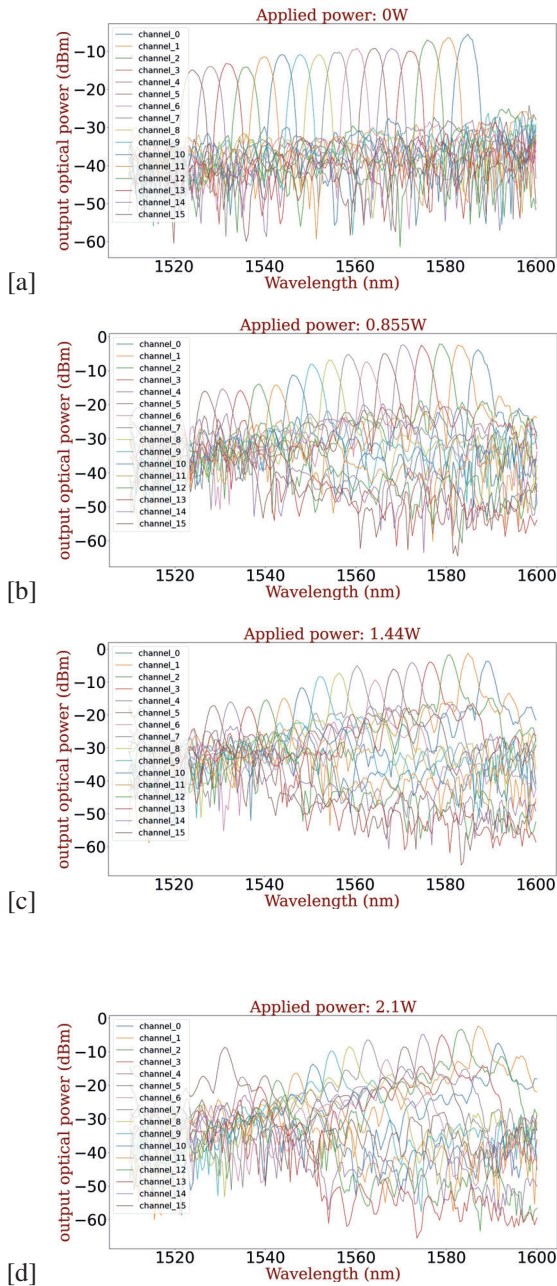 Applied power: 0W
output optical power (dBm)
−10
−20
−30
−40
−50
−60
channel_0
channel_1
channel_2
channel_3
channel_4
channel_5
channel_6
channel_7
channel_8
channel_9
channel_10
channel_11
channel_12
channel_13
channel_14
channel_15
1520
1540
1560
1580
1600
Wavelength (nm)
[a]
Applied power: 0.855W
output optical power (dBm)
0
−10
−20
−30
−40
−50
−60
channel_0
channel_1
channel_2
channel_3
channel_4
channel_5
channel_6
channel_7
channel_8
channel_9
channel_10
channel_11
channel_12
channel_13
channel_14
channel_15
1520
1540
1560
1580
1600
Wavelength (nm)
[b]
Applied power: 1.44W
output optical power (dBm)
0
−10
−20
−30
−40
−50
−60
channel_0
channel_1
channel_2
channel_3
channel_4
channel_5
channel_6
channel_7
channel_8
channel_9
channel_10
channel_11
channel_12
channel_13
channel_14
channel_15
1520
1540
1560
1580
1600
Wavelength (nm)
[c]
Applied power: 2.1W
output optical power (dBm)
0
−10
−20
−30
−40
−50
−60
channel_0
channel_1
channel_2
channel_3
channel_4
channel_5
channel_6
channel_7
channel_8
channel_9
channel_10
channel_11
channel_12
channel_13
channel_14
channel_15
1520
1540
1560
1580
1600
Wavelength (nm)
[d]